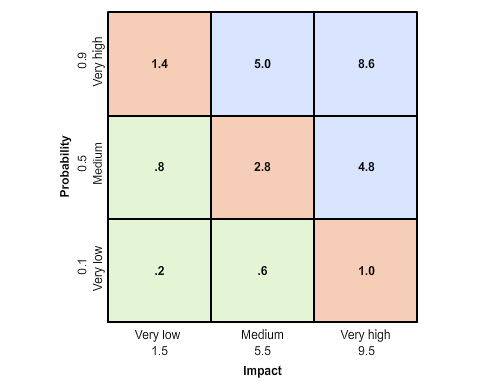 Probability
0.9
Very high
1.4
5.0
8.6
0.5
Medium
.8
2.8
4.8
0.1
Very low
.2
.6
1.0
Very low
Medium
Very high
1.5
5.5
9.5
Impact